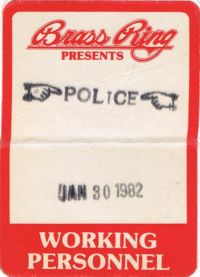 Brass Ring
PRESENTS
POLICE
JAN 30 1982
WORKING
PERSONNEL